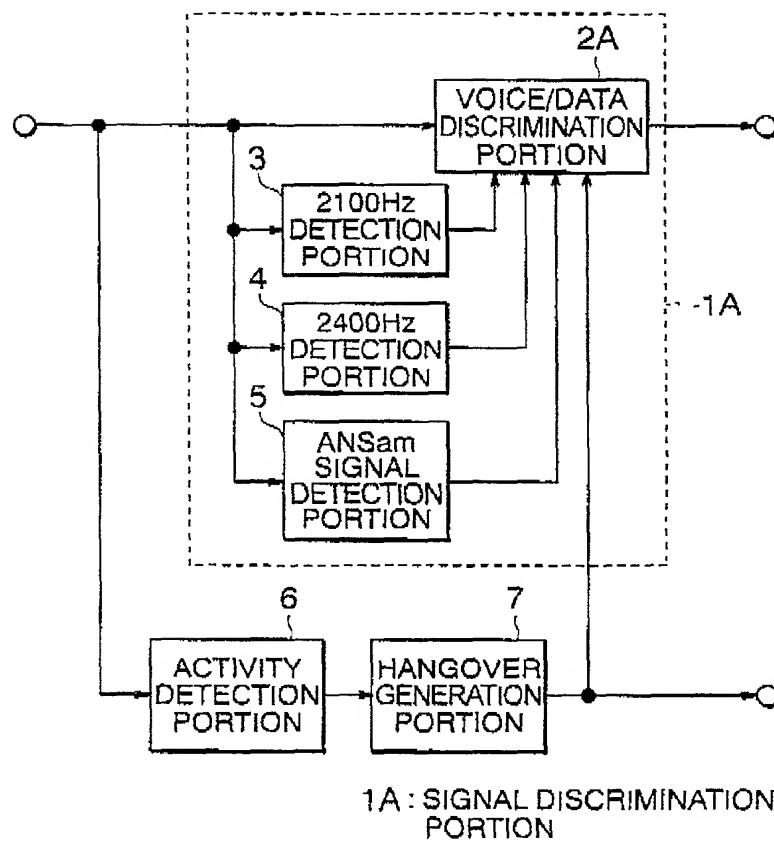 2A
VOICE/DATA
DISCRIMINATION
PORTION
3
2100Hz
DETECTION
PORTION
4
2400Hz
DETECTION
PORTION
1A
5
ANSam
SIGNAL
DETECTION
PORTION
6
ACTIVITY
DETECTION
PORTION
7
HANGOVER
GENERATION
PORTION
1A : SIGNAL DISCRIMINATION
PORTION